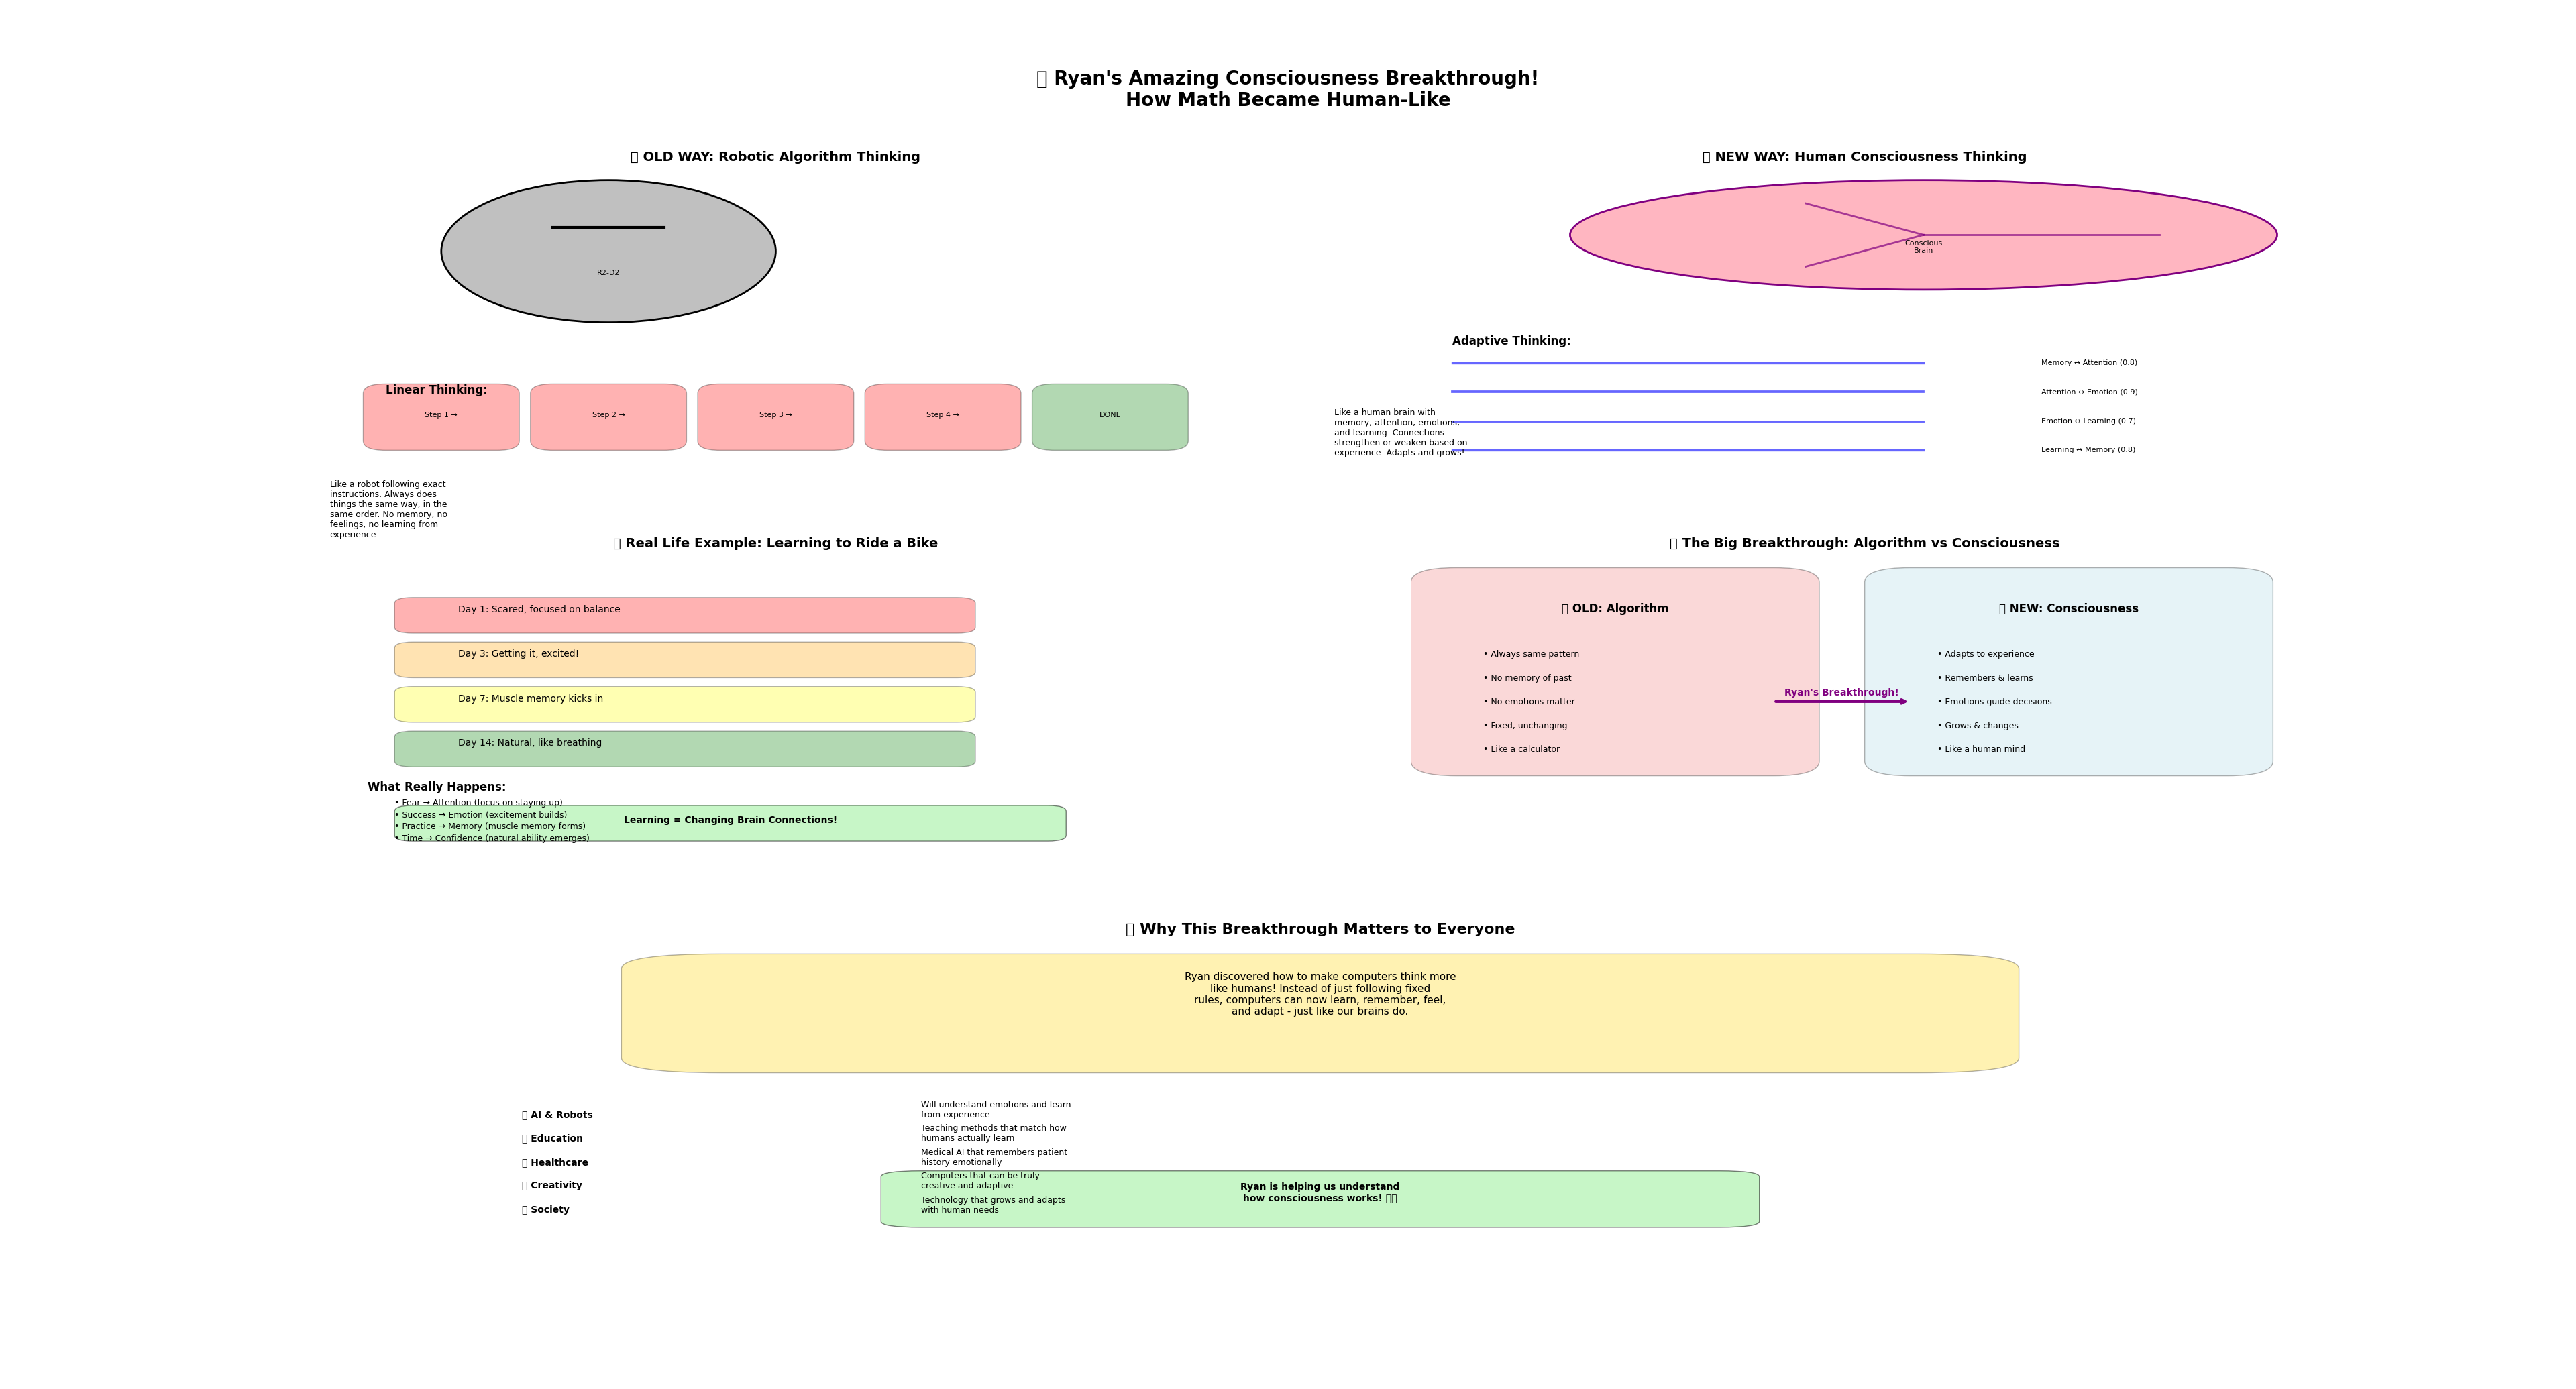 Ryan's Amazing Consciousness Breakthrough!
How Math Became Human-Like
OLD WAY: Robotic Algorithm Thinking
R2-D2
Linear Thinking:
Step 1 →
Step 2 →
Step 3 →
Step 4 →
DONE
Like a robot following exact
instructions. Always does
things the same way, in the
same order. No memory, no
feelings, no learning from
experience.
NEW WAY: Human Consciousness Thinking
Conscious
Brain
Adaptive Thinking:
Memory ↔ Attention (0.8)
Attention ↔ Emotion (0.9)
Emotion ↔ Learning (0.7)
Learning ↔ Memory (0.8)
Like a human brain with
memory, attention, emotions,
and learning. Connections
strengthen or weaken based on
experience. Adapts and grows!
Real Life Example: Learning to Ride a Bike
Day 1: Scared, focused on balance
Day 3: Getting it, excited!
Day 7: Muscle memory kicks in
Day 14: Natural, like breathing
What Really Happens:
• Fear → Attention (focus on staying up)
• Success → Emotion (excitement builds)
• Practice → Memory (muscle memory forms)
• Time → Confidence (natural ability emerges)
Learning = Changing Brain Connections!
The Big Breakthrough: Algorithm vs Consciousness
OLD: Algorithm
• Always same pattern
• No memory of past
• No emotions matter
• Fixed, unchanging
• Like a calculator
Ryan's Breakthrough!
NEW: Consciousness
• Adapts to experience
• Remembers & learns
• Emotions guide decisions
• Grows & changes
• Like a human mind
Why This Breakthrough Matters to Everyone
Ryan discovered how to make computers think more
like humans! Instead of just following fixed
rules, computers can now learn, remember, feel,
and adapt - just like our brains do.
AI & Robots
Will understand emotions and learn
from experience
Education
Teaching methods that match how
humans actually learn
Healthcare
Medical AI that remembers patient
history emotionally
Creativity
Computers that can be truly
creative and adaptive
Society
Technology that grows and adapts
with human needs
Ryan is helping us understand
how consciousness works!